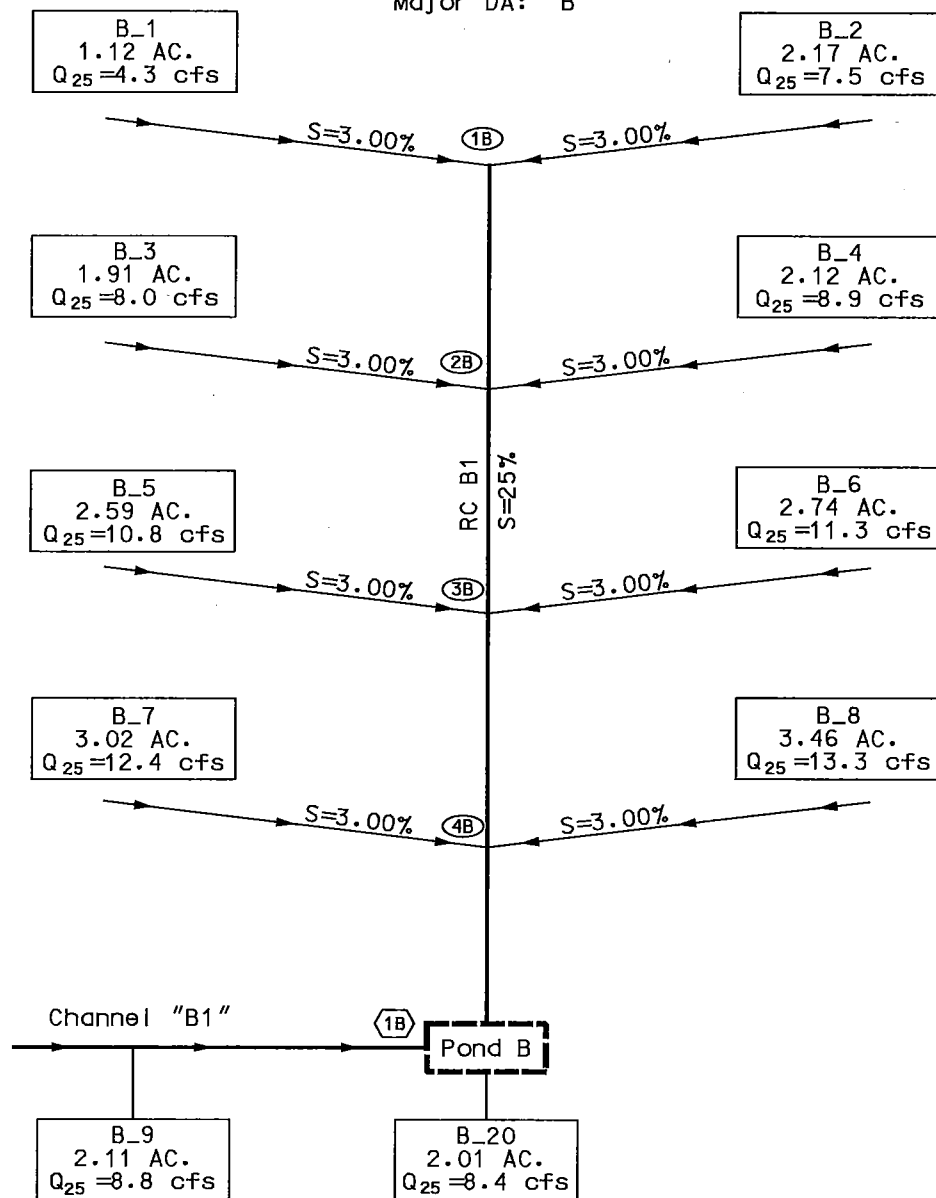 Major DA: B
B_1
1.12 AC.
Q25=4.3 cfs
B_2
2.17 AC.
Q25=7.5 cfs
S=3.00%
1B
S=3.00%
B_3
1.91 AC.
Q25=8.0 cfs
B_4
2.12 AC.
Q25=8.9 cfs
S=3.00%
2B
S=3.00%
RC B1
S=25%
B_5
2.59 AC.
Q25=10.8 cfs
B_6
2.74 AC.
Q25=11.3 cfs
S=3.00%
3B
S=3.00%
B_7
3.02 AC.
Q25=12.4 cfs
B_8
3.46 AC.
Q25=13.3 cfs
S=3.00%
4B
S=3.00%
Channel "B1"
1B
Pond B
B_9
2.11 AC.
Q25=8.8 cfs
B_20
2.01 AC.
Q25=8.4 cfs